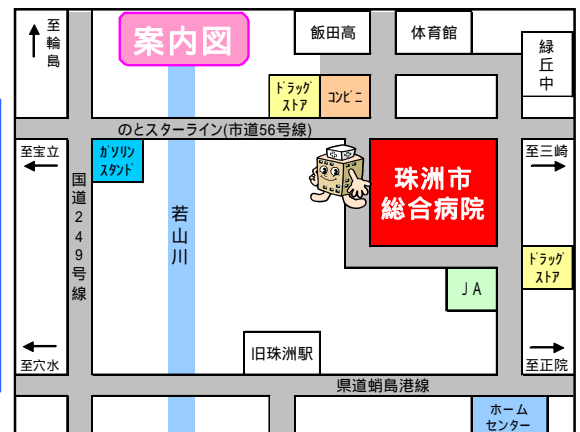 至
輪
島
案内図
飯田高
体育館
緑
丘
中
ﾄﾞﾗｯｸﾞ
ｽﾄｱ
ｺﾝﾋﾞﾆ
のとスターライン(市道56号線)
至宝立
ｶﾞｿﾘﾝ
ｽﾀﾝﾄﾞ
国
道
2
4
9
号
線
若
山
川
珠洲市
総合病院
至三崎
ﾄﾞﾗｯｸﾞ
ｽﾄｱ
ＪＡ
旧珠洲駅
至穴水
至正院
県道蛸島港線
ホーム
センター